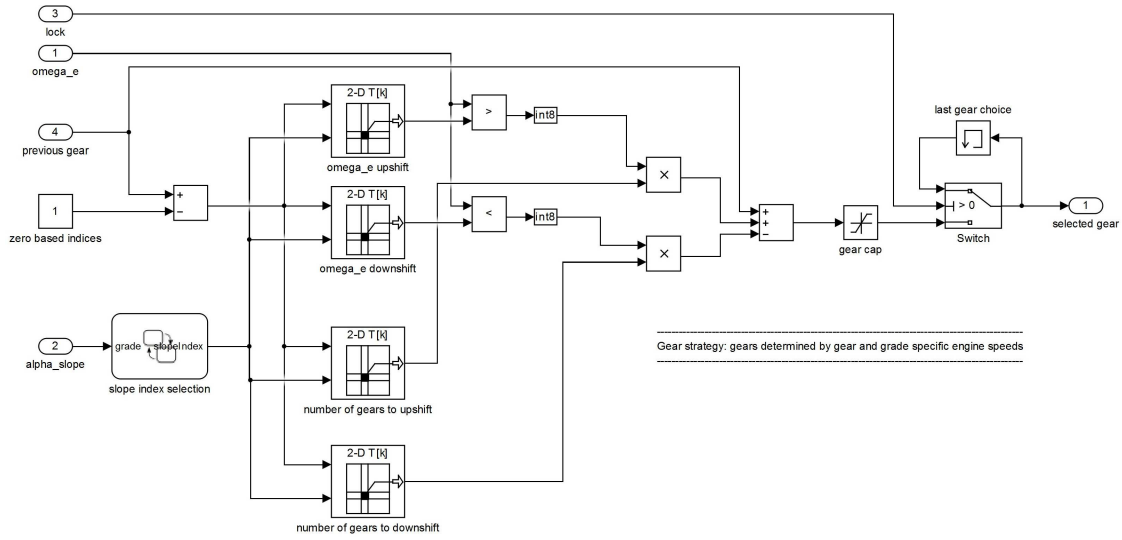 3
lock
1
omega_e
4
previous gear
1
zero based indices
2
alpha_slope
grade
slopeIndex
slope index selection
+
−
2-D T[k]
omega_e upshift
2-D T[k]
omega_e downshift
2-D T[k]
number of gears to upshift
2-D T[k]
number of gears to downshift
>
int8
<
int8
×
×
+
+
−
gear cap
last gear choice
> 0
Switch
1
selected gear
Gear strategy: gears determined by gear and grade specific engine speeds